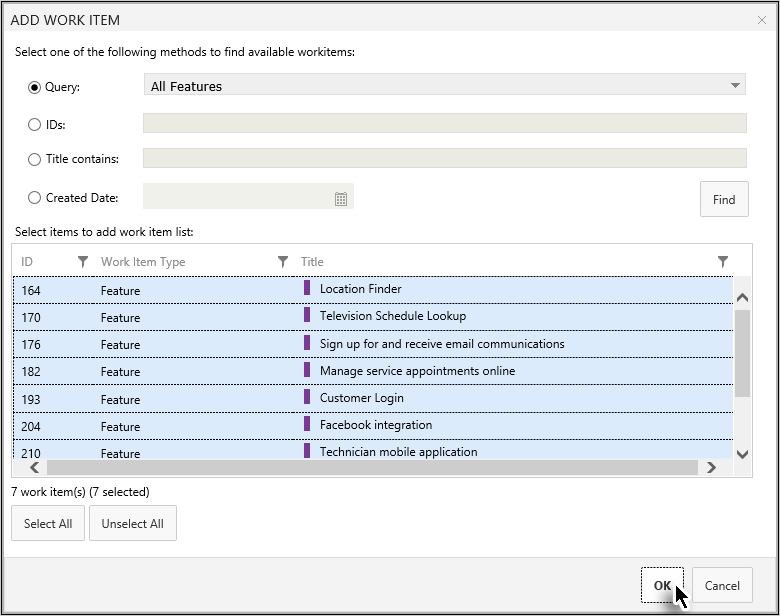 ADD WORK ITEM
Select one of the following methods to find available workitems:
Query: All Features
IDs:
Title contains:
Created Date:
Find
Select items to add work item list:
ID Work Item Type Title
164 Feature Location Finder
170 Feature Television Schedule Lookup
176 Feature Sign up for and receive email communications
182 Feature Manage service appointments online
193 Feature Customer Login
204 Feature Facebook integration
210 Feature Technician mobile application
7 work item(s) (7 selected)
Select All Unselect All
OK Cancel